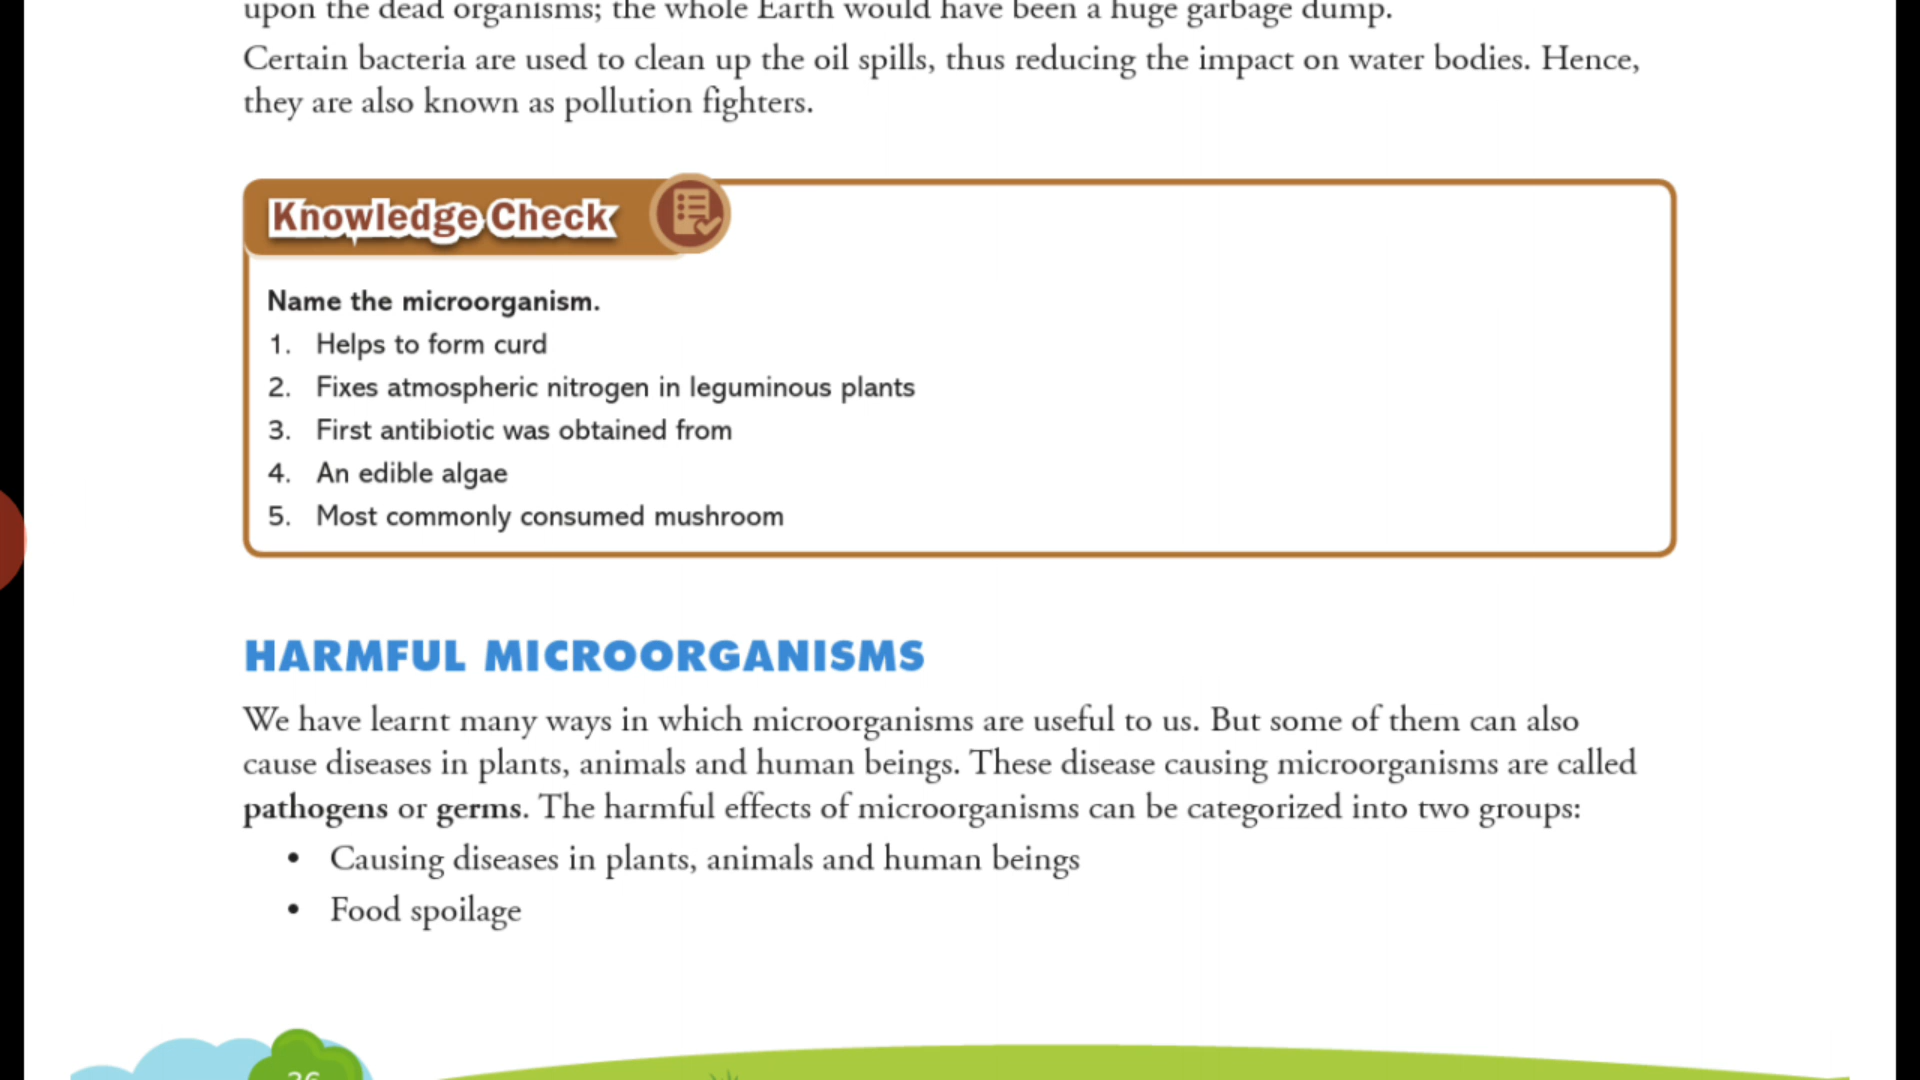 upon the dead organisms; the whole Earth would have been a huge garbage dump.
Certain bacteria are used to clean up the oil spills, thus reducing the impact on water bodies. Hence,
they are also known as pollution fighters.
Knowledge Check
Name the microorganism.
1. Helps to form curd
2. Fixes atmospheric nitrogen in leguminous plants
3. First antibiotic was obtained from
4. An edible algae
5. Most commonly consumed mushroom
HARMFUL MICROORGANISMS
We have learnt many ways in which microorganisms are useful to us. But some of them can also
cause diseases in plants, animals and human beings. These disease causing microorganisms are called
pathogens or germs. The harmful effects of microorganisms can be categorized into two groups:
• Causing diseases in plants, animals and human beings
• Food spoilage